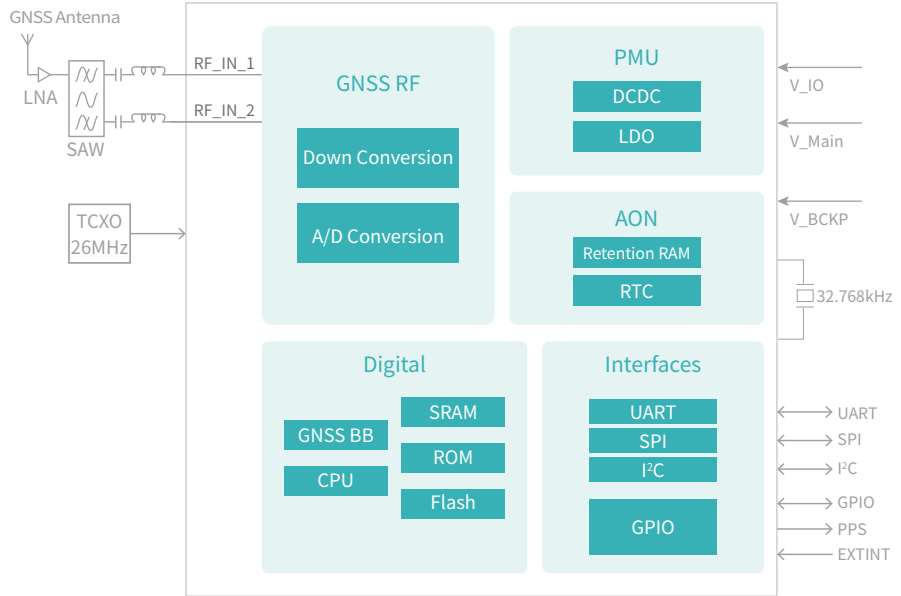 GNSS Antenna
LNA
SAW
RF_IN_1
RF_IN_2
TCXO
26MHz
GNSS RF
Down Conversion
A/D Conversion
PMU
DCDC
LDO
AON
Retention RAM
RTC
V_IO
V_Main
V_BCKP
32.768kHz
Digital
GNSS BB
CPU
SRAM
ROM
Flash
Interfaces
UART
SPI
I²C
GPIO
UART
SPI
I²C
GPIO
PPS
EXTINT